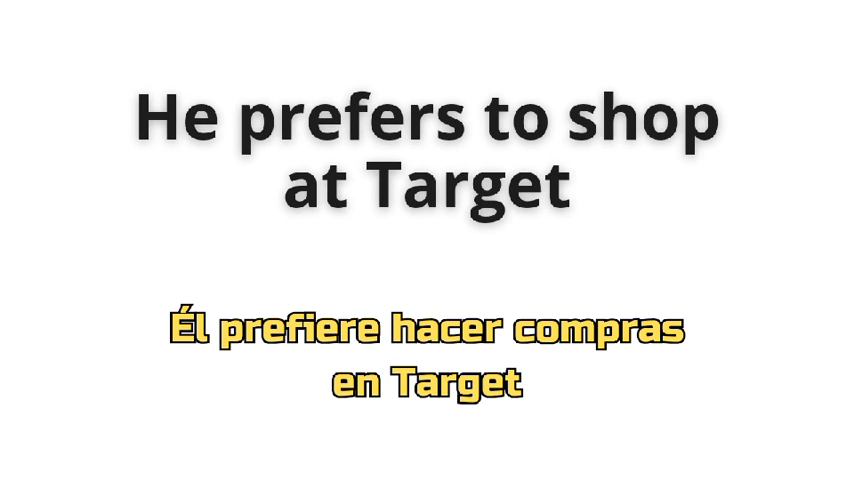 He prefers to shop
at Target
Él prefiere hacer compras
en Target